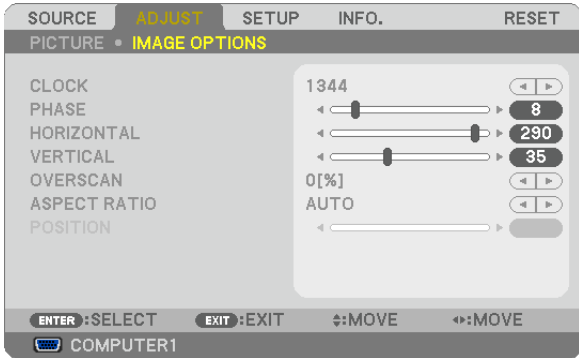 SOURCE ADJUST SETUP INFO. RESET
PICTURE • IMAGE OPTIONS
CLOCK 1344
PHASE 8
HORIZONTAL 290
VERTICAL 35
OVERSCAN 0[%]
ASPECT RATIO AUTO
POSITION
ENTER :SELECT EXIT :EXIT :MOVE :MOVE
COMPUTER1